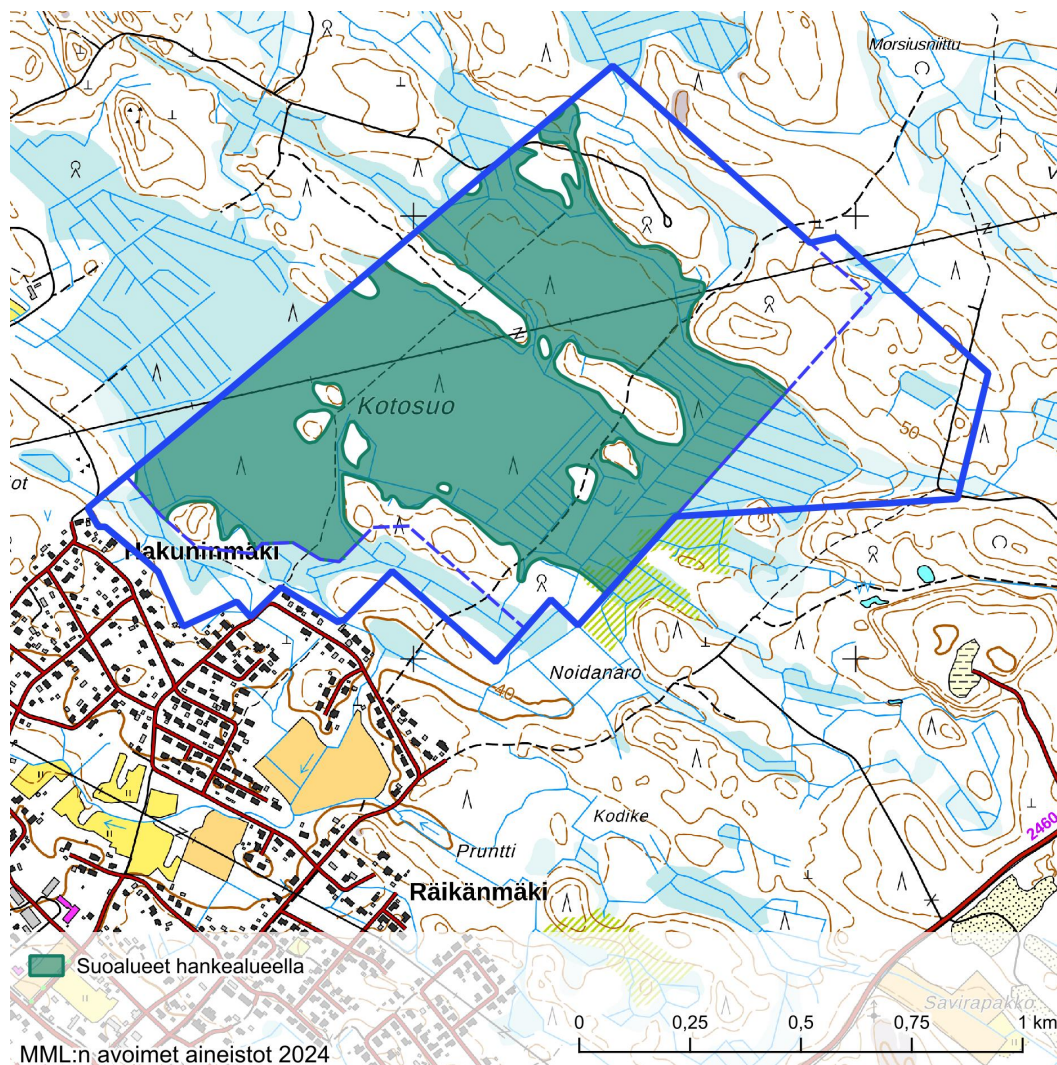 Morsiusniittu
Kotosuo
50
Hakuninmäki
Noidanaro
40
Kodike
2460
Pruntti
Räikänmäki
Suoalueet hankealueella
Savirapakko
0 0,25 0,5 0,75 1 km
MML:n avoimet aineistot 2024